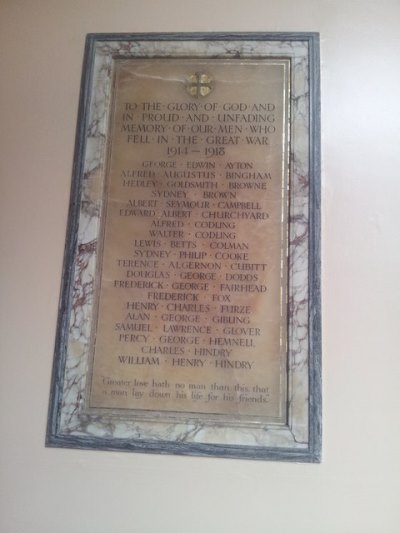 TO · THE · GLORY · OF · GOD · AND
IN · PROUD · AND · UNFADING
MEMORY · OF · OUR · MEN · WHO
FELL · IN · THE · GREAT · WAR
1914 – 1918
GEORGE · EDWIN · AYTON
ALFRED · AUGUSTUS · BINGHAM
HEDLEY · GOLDSMITH · BROWNE
SYDNEY · BROWN
ALBERT · SEYMOUR · CAMPBELL
EDWARD · ALBERT · CHURCHYARD
ALFRED · CODLING
WALTER · CODLING
LEWIS · BETTS · COLMAN
SYDNEY · PHILIP · COOKE
TERENCE · ALGERNON · CUBITT
DOUGLAS · GEORGE · DODDS
FREDERICK · GEORGE · FAIRHEAD
FREDERICK · FOX
HENRY · CHARLES · FURZE
ALAN · GEORGE · GIBLING
SAMUEL · LAWRENCE · GLOVER
PERCY · GEORGE · HEMNELL
CHARLES · HINDRY
WILLIAM · HENRY · HINDRY
"Greater love hath no man than this, that
a man lay down his life for his friends."